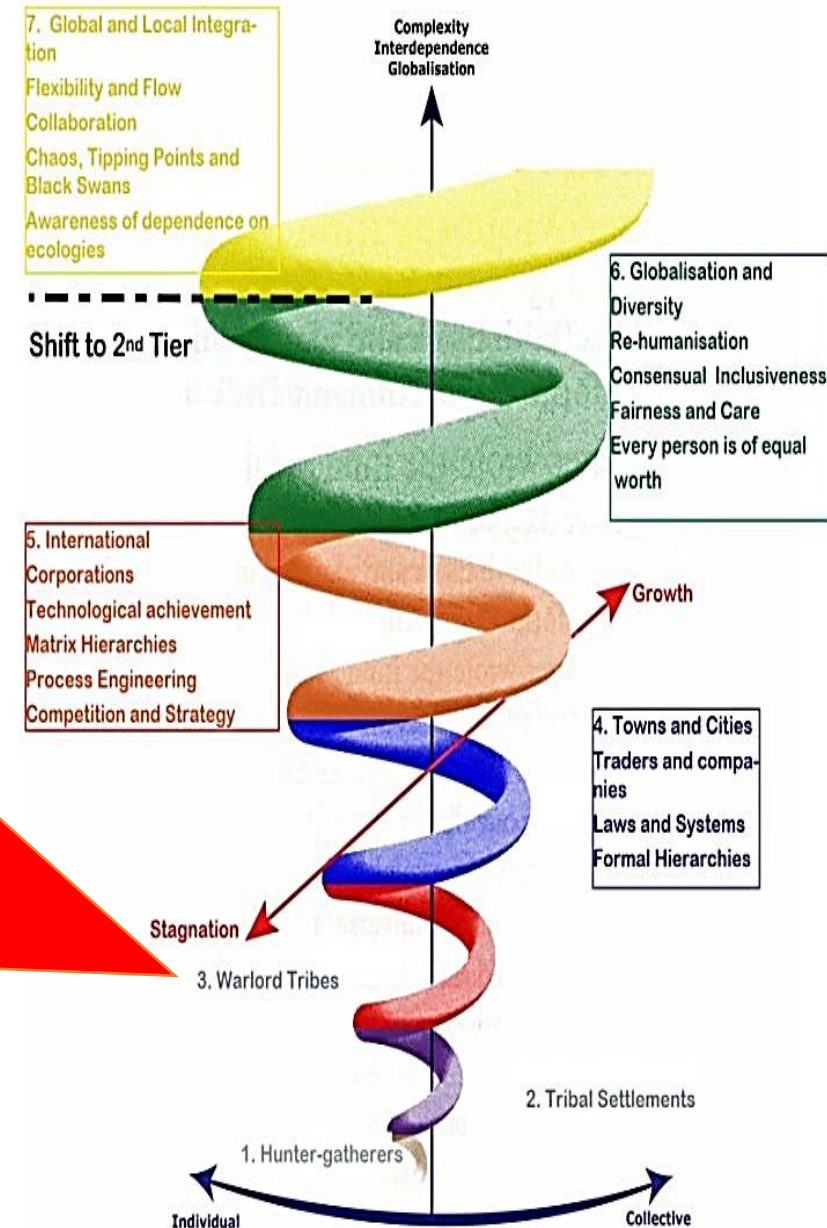 Complexity
Interdependence
Globalisation
7. Global and Local Integra-
tion
Flexibility and Flow
Collaboration
Chaos, Tipping Points and
Black Swans
Awareness of dependence on
ecologies
6. Globalisation and
Diversity
Re-humanisation
Consensual Inclusiveness
Fairness and Care
Every person is of equal
worth
Shift to 2nd Tier
5. International
Corporations
Technological achievement
Matrix Hierarchies
Process Engineering
Competition and Strategy
Growth
4. Towns and Cities
Traders and compa-
nies
Laws and Systems
Formal Hierarchies
Stagnation
3. Warlord Tribes
2. Tribal Settlements
1. Hunter-gatherers
Individual
Collective